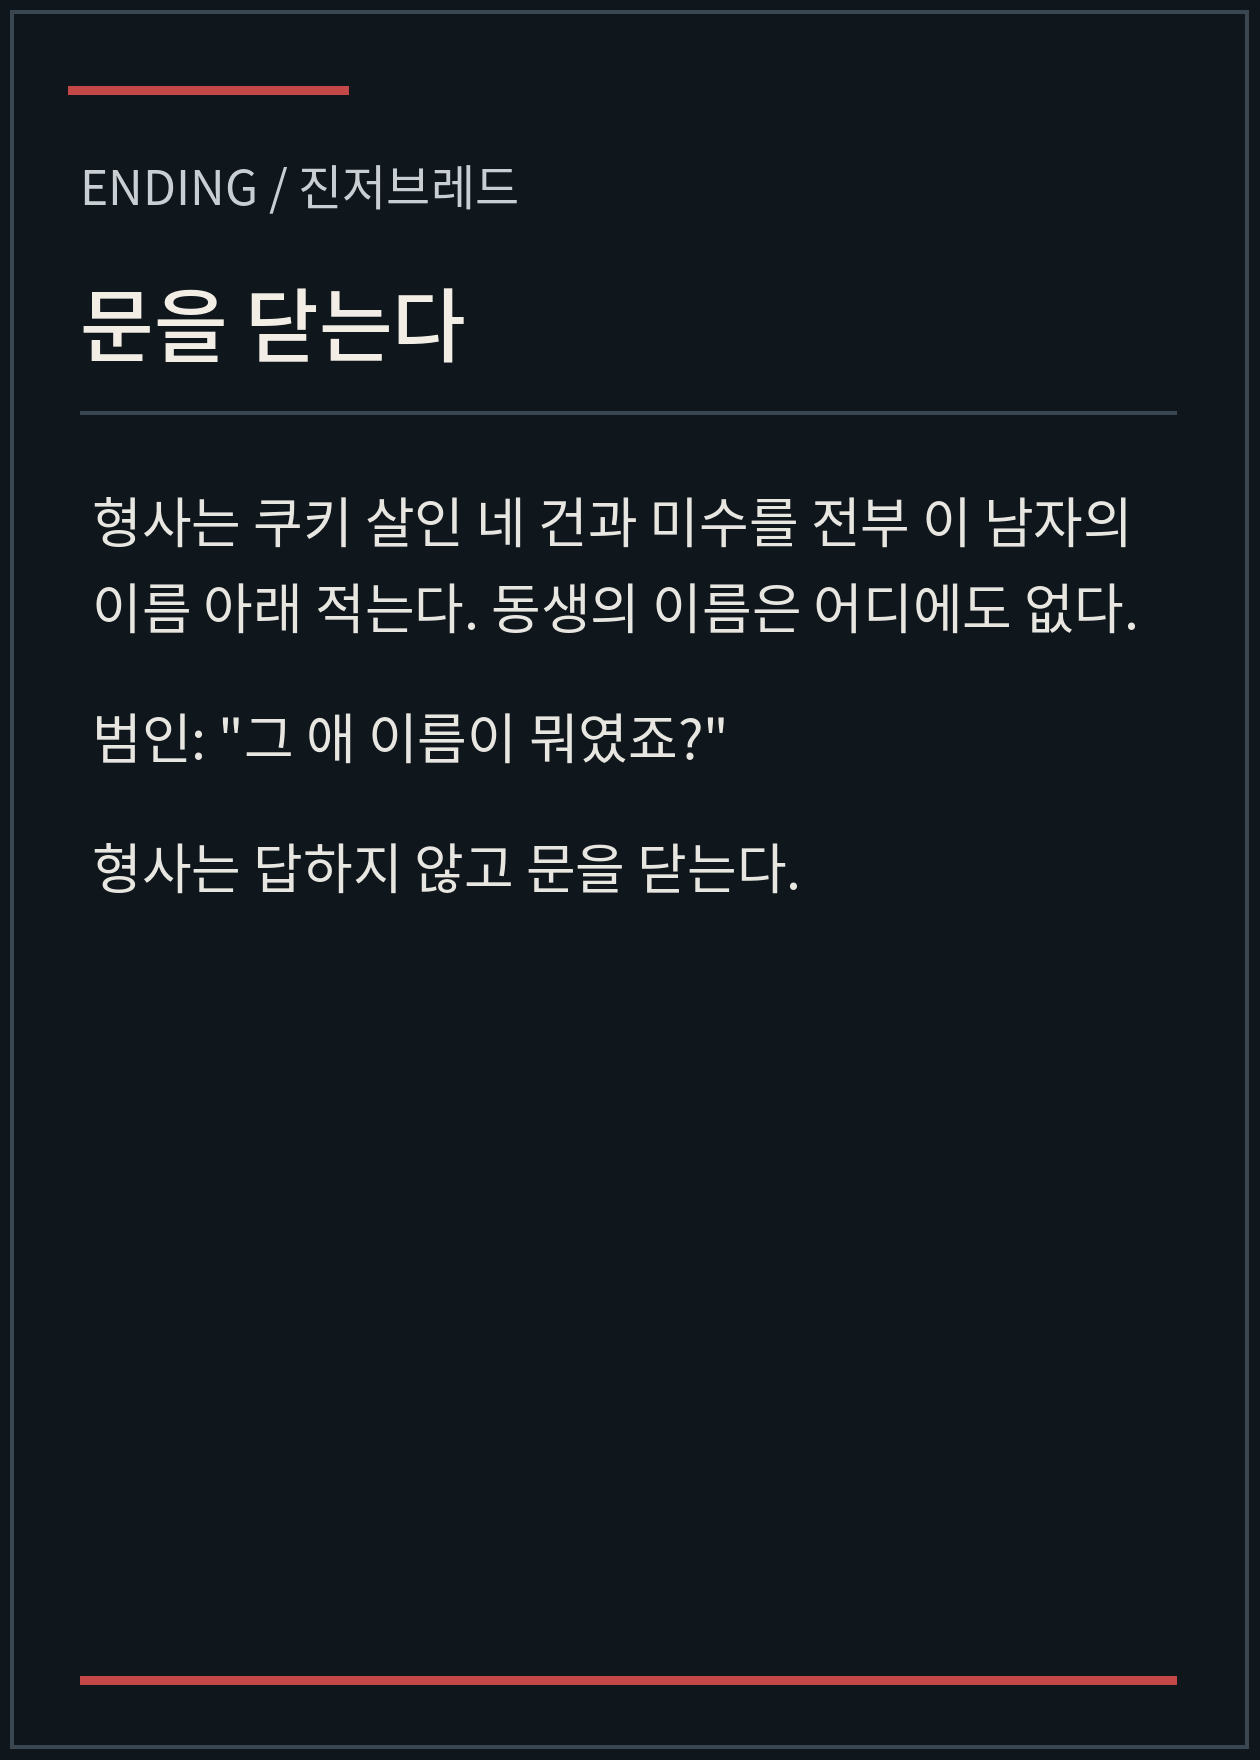 ENDING / 진저브레드
문을 닫는다
형사는 쿠키 살인 네 건과 미수를 전부 이 남자의
이름 아래 적는다. 동생의 이름은 어디에도 없다.
범인: "그 애 이름이 뭐였죠?"
형사는 답하지 않고 문을 닫는다.